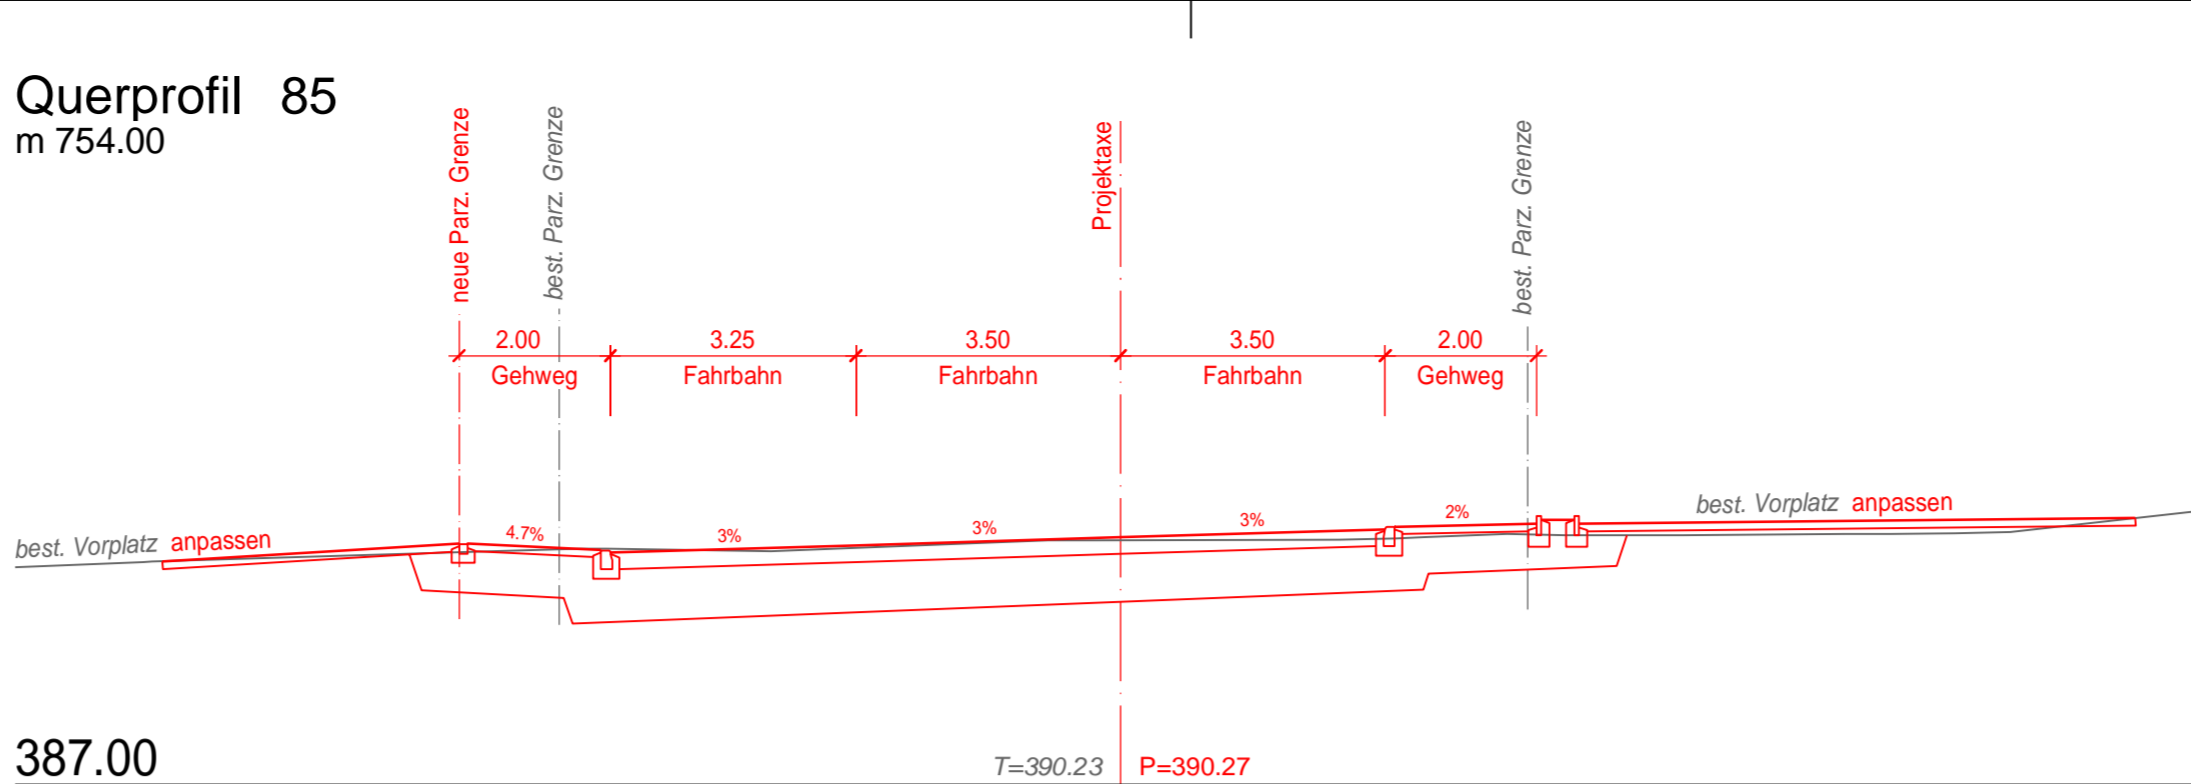 Querprofil 85
m 754.00
neue Parz. Grenze
best. Parz. Grenze
Projektaxe
best. Parz. Grenze
2.00 3.25 3.50 3.50 2.00
Gehweg Fahrbahn Fahrbahn Fahrbahn Gehweg
best. Vorplatz anpassen
4.7% 3% 3% 3% 2%
best. Vorplatz anpassen
387.00
T=390.23 P=390.27